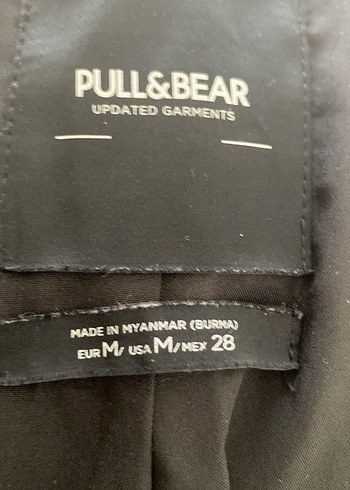 PULL&BEAR
UPDATED GARMENTS
MADE IN MYANMAR (BURMA)
EUR M/ USA M/ MEX 28